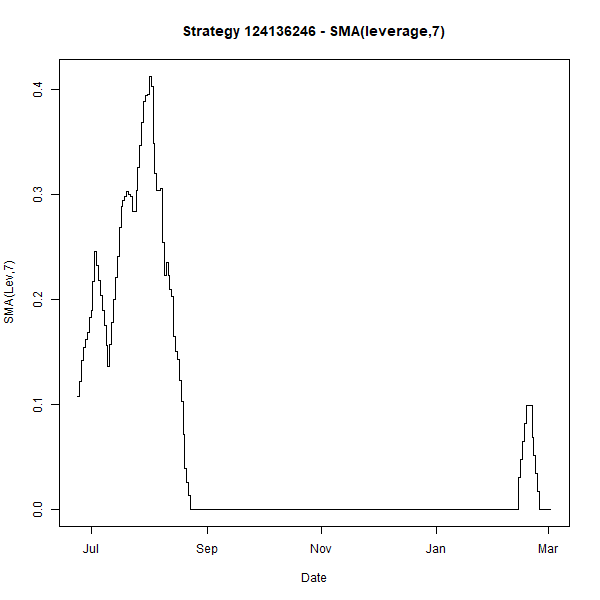 Strategy 124136246 - SMA(leverage,7)
SMA(Lev,7)
0.4
0.3
0.2
0.1
0.0
Jul Sep Nov Jan Mar
Date